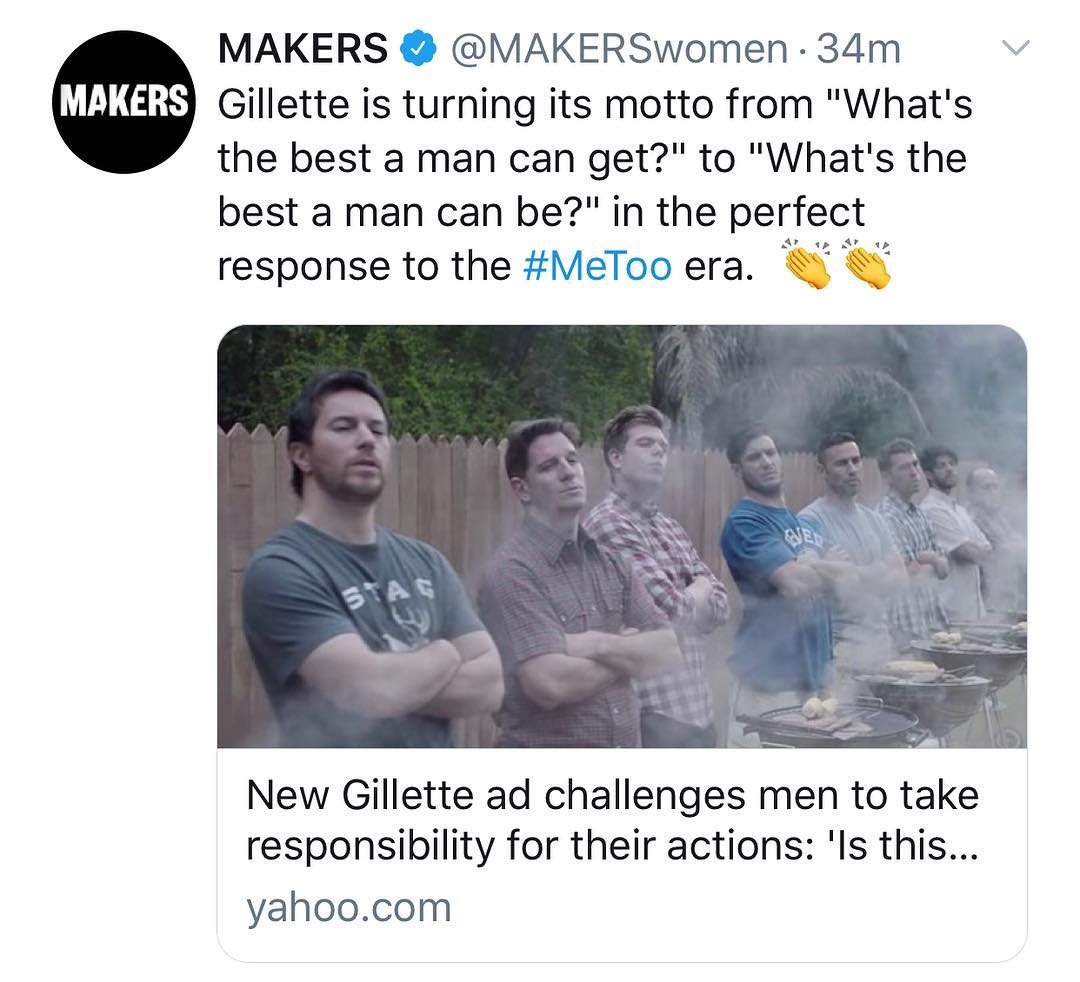 MAKERS
MAKERS @MAKERSwomen · 34m
Gillette is turning its motto from "What's
the best a man can get?" to "What's the
best a man can be?" in the perfect
response to the #MeToo era. 👏👏
STAG
New Gillette ad challenges men to take
responsibility for their actions: 'Is this...
yahoo.com